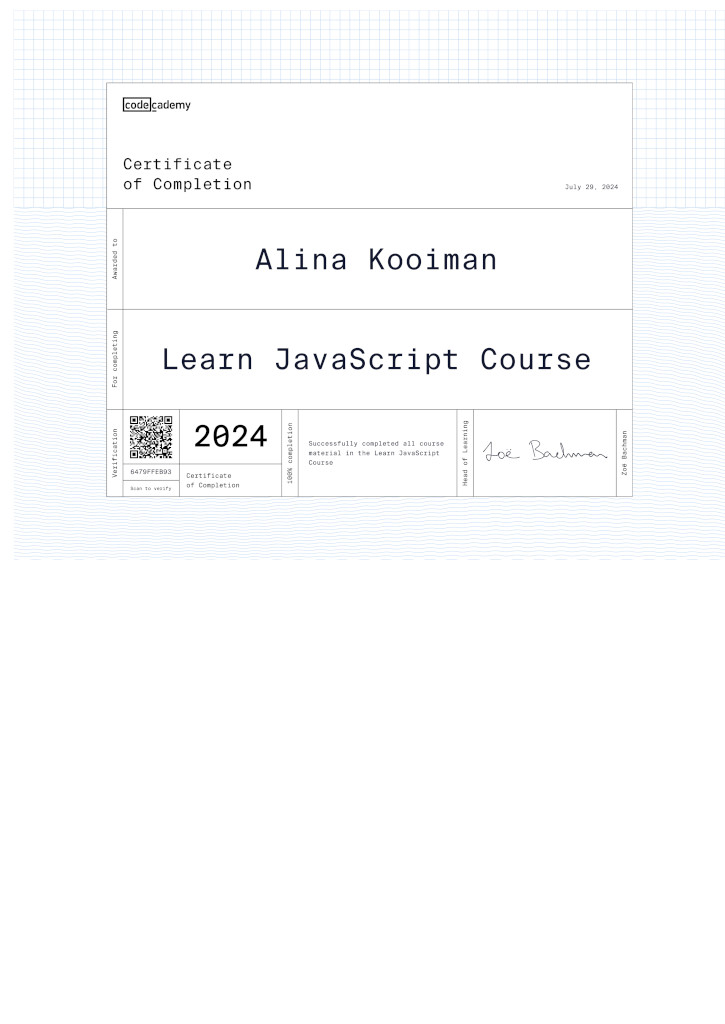 codecademy
Certificate
of Completion
July 29, 2024
Awarded to
Alina Kooiman
For completing
Learn JavaScript Course
Verification
6479FFEB93
Scan to verify
2024
Certificate
of Completion
100% completion
Successfully completed all course
material in the Learn JavaScript
Course
Head of Learning
Zoë Bachman
Zoë Bachman